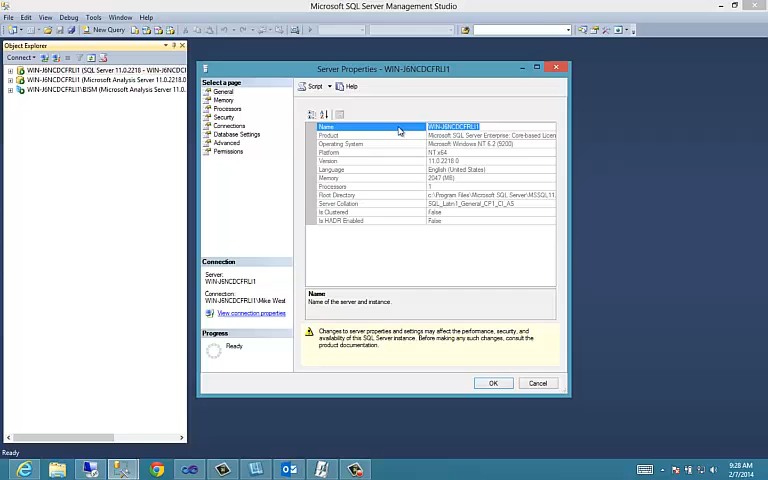 Microsoft SQL Server Management Studio
File Edit View Debug Tools Window Help
New Query
Object Explorer
Connect
WIN-J6NCDCFRLI1 (SQL Server 11.0.2218 - WIN-J6NCDCFRLI1
WIN-J6NCDCFRLI1 (Microsoft Analysis Server 11.0.2218.0
WIN-J6NCDCFRLI1\BISM (Microsoft Analysis Server 11.0.
Server Properties - WIN-J6NCDCFRLI1
Select a page
General
Memory
Processors
Security
Connections
Database Settings
Advanced
Permissions
Script Help
Name WIN-J6NCDCFRLI1
Product Microsoft SQL Server Enterprise: Core-based Licen
Operating System Microsoft Windows NT 6.2 (9200)
Platform NT x64
Version 11.0.2218.0
Language English (United States)
Memory 2047 (MB)
Processors 1
Root Directory c:\Program Files\Microsoft SQL Server\MSSQL11.
Server Collation SQL_Latin1_General_CP1_CI_AS
Is Clustered False
Is HADR Enabled False
Connection
Server:
WIN-J6NCDCFRLI1
Connection:
WIN-J6NCDCFRLI1\Mike West
View connection properties
Progress
Ready
Name
Name of the server and instance.
Changes to server properties and settings may affect the performance, security, and
availability of this SQL Server instance. Before making any such changes, consult the
product documentation.
OK Cancel
Ready
9:28 AM
2/7/2014